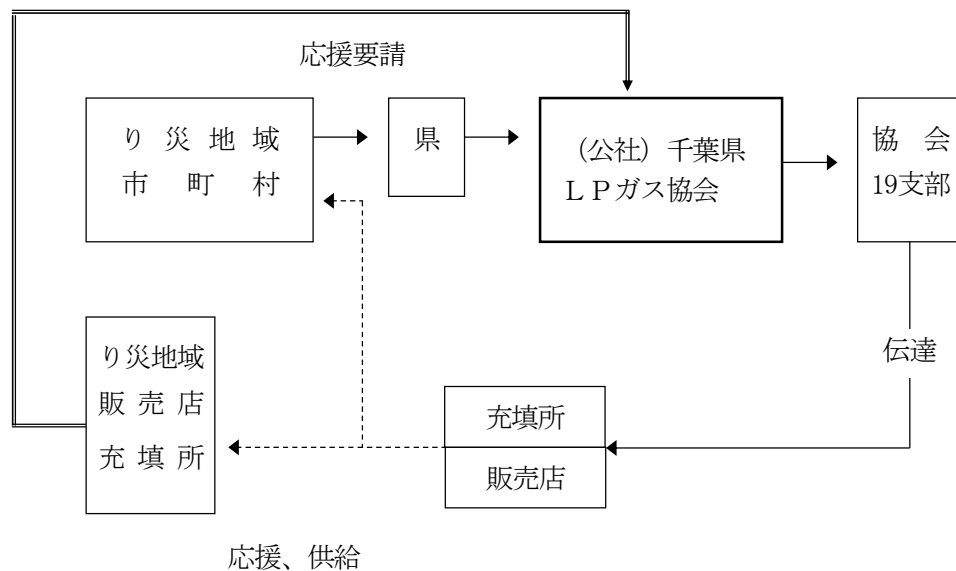 応援要請
り災地域
市町村
県
（公社）千葉県
ＬＰガス協会
協会
19支部
伝達
り災地域
販売店
充填所
充填所
販売店
応援、供給